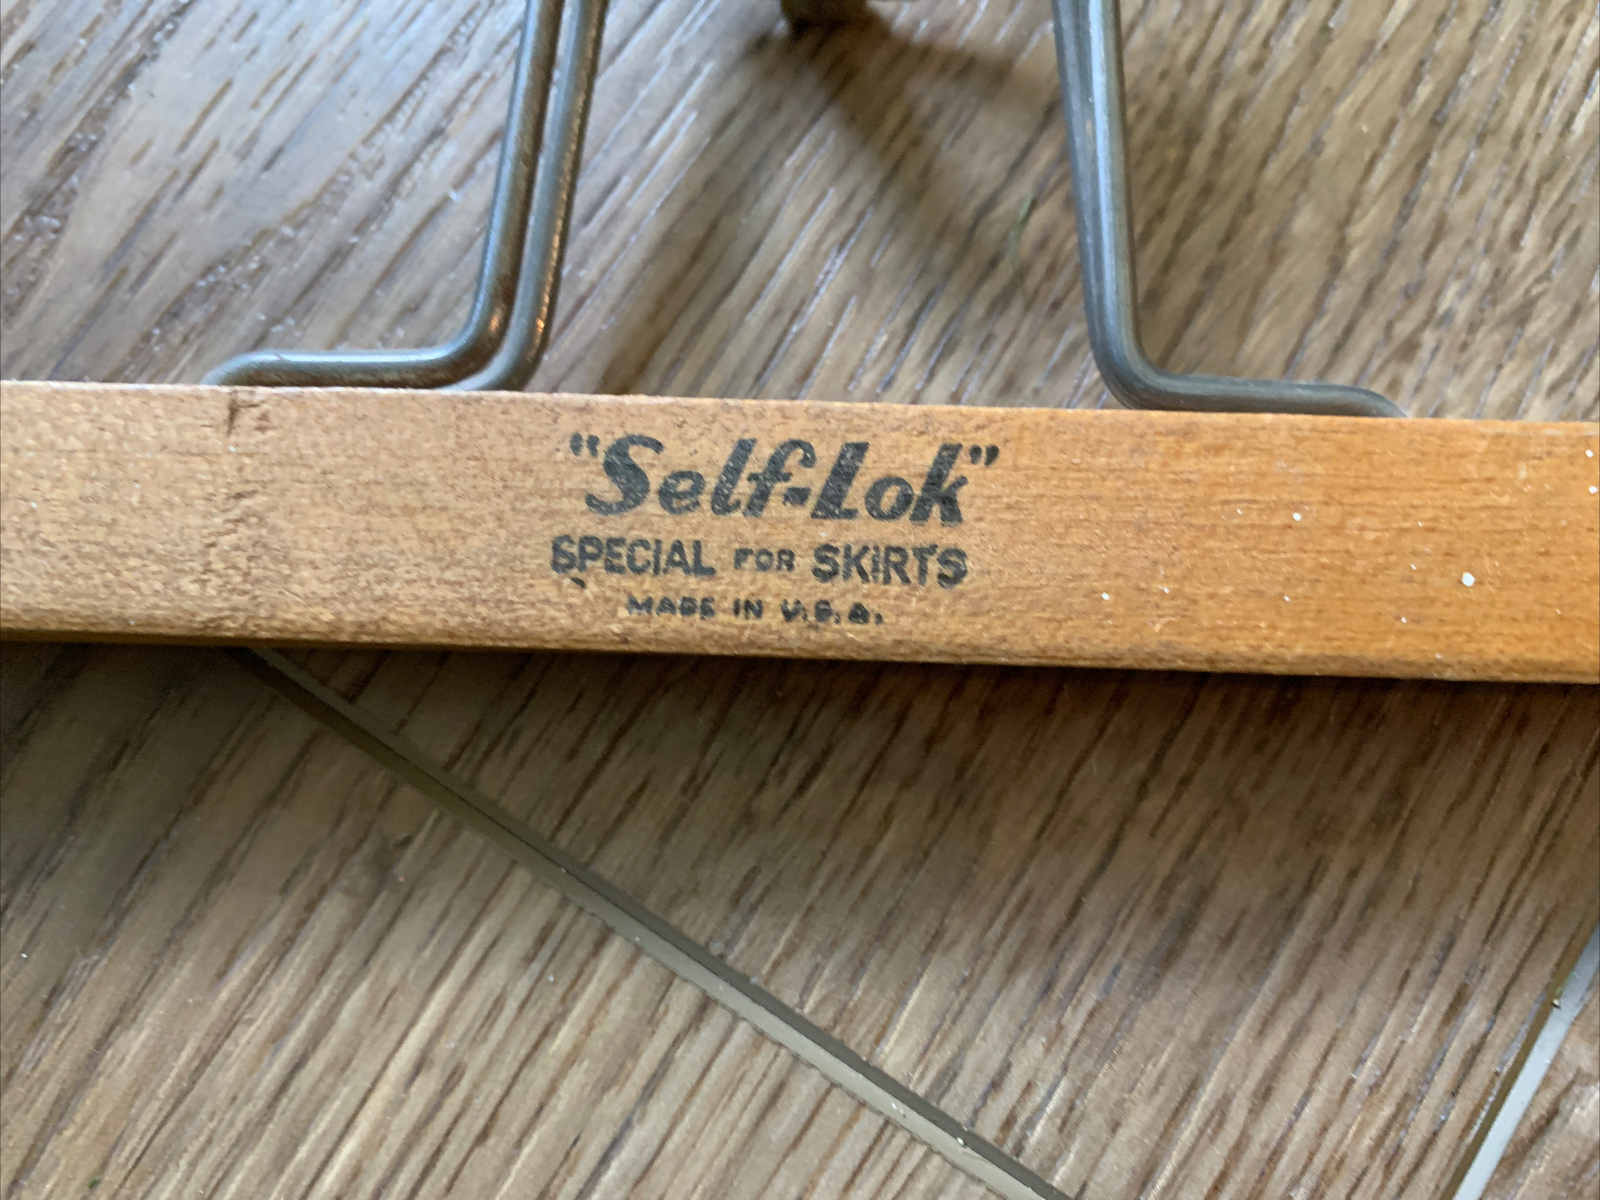 "Self-Lok"
SPECIAL FOR SKIRTS
MADE IN U.S.A.